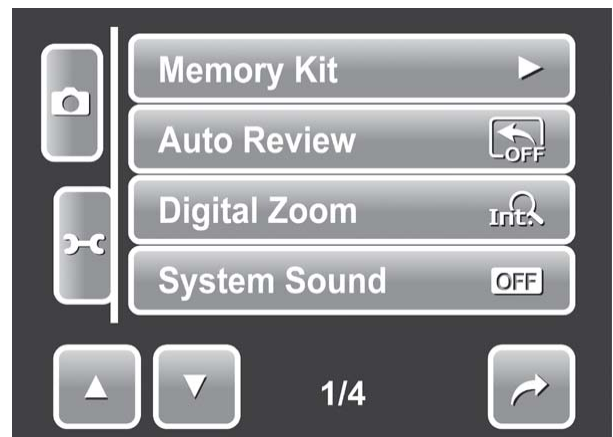 Memory Kit
Auto Review OFF
Digital Zoom Int.
System Sound OFF
1/4